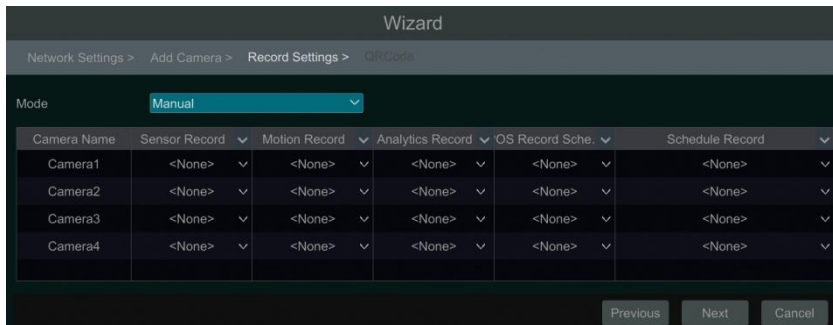 Wizard
Network Settings > Add Camera > Record Settings > QRCode
Mode Manual
Camera Name Sensor Record Motion Record Analytics Record POS Record Sche. Schedule Record
Camera1 <None> <None> <None> <None> <None>
Camera2 <None> <None> <None> <None> <None>
Camera3 <None> <None> <None> <None> <None>
Camera4 <None> <None> <None> <None> <None>
Previous Next Cancel